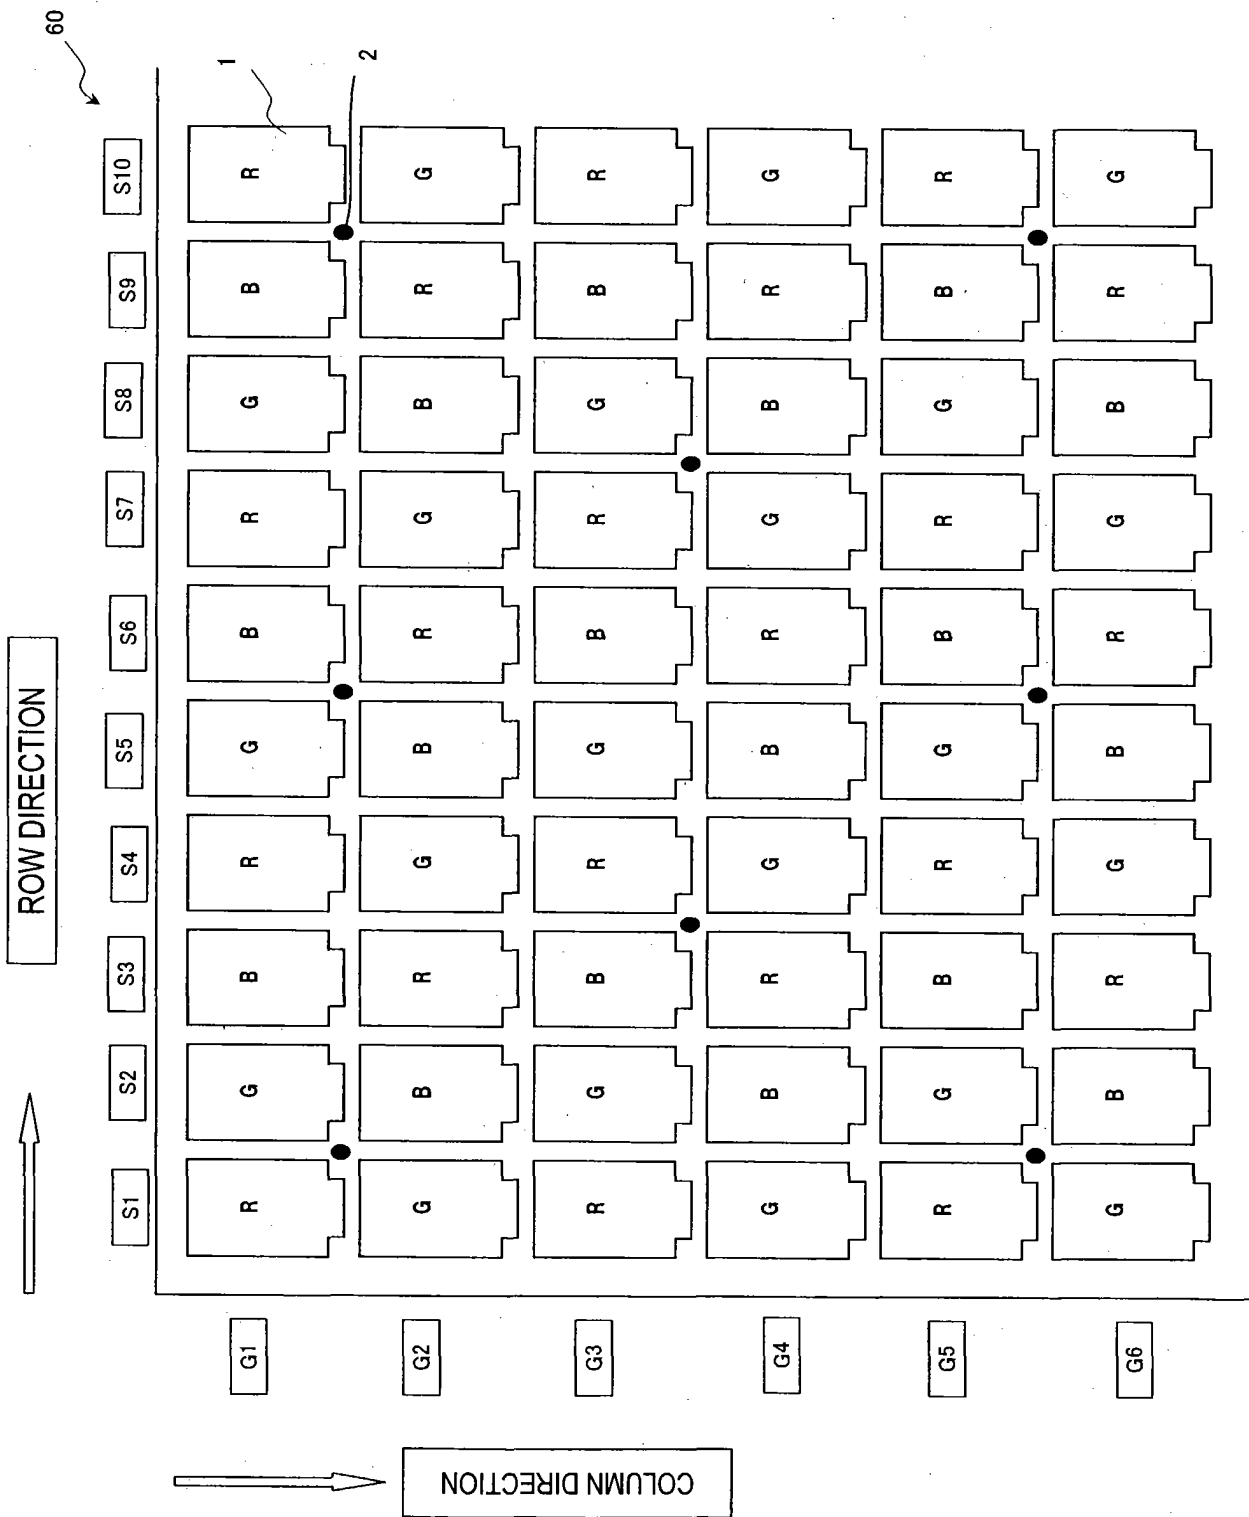 ROW DIRECTION
60
S1 S2 S3 S4 S5 S6 S7 S8 S9 S10
1
G1 R G B R G B R G B R
2
G2 G B R G B R G B R G
G3 R G B R G B R G B R
G4 G B R G B R G B R G
G5 R G B R G B R G B R
G6 G B R G B R G B R G
COLUMN DIRECTION